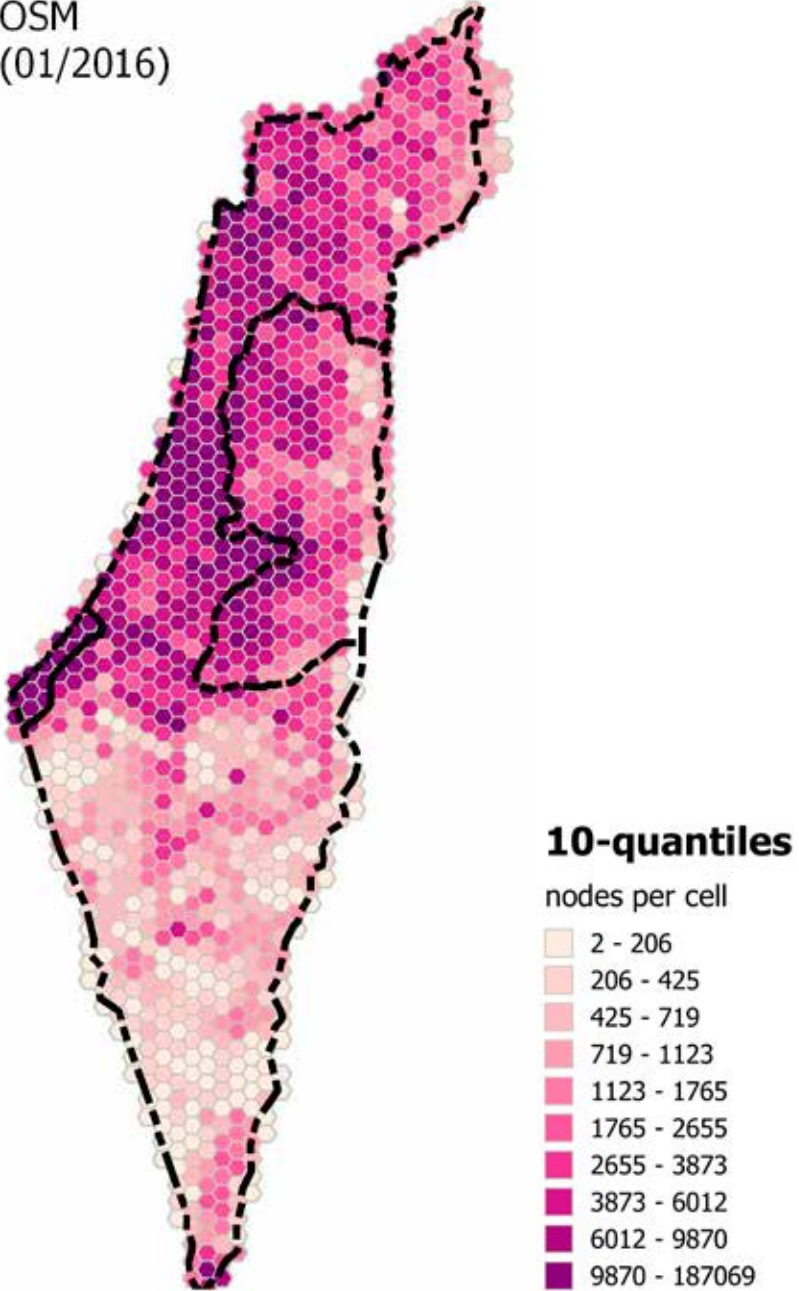 OSM
(01/2016)
10-quantiles
nodes per cell
2 - 206
206 - 425
425 - 719
719 - 1123
1123 - 1765
1765 - 2655
2655 - 3873
3873 - 6012
6012 - 9870
9870 - 187069